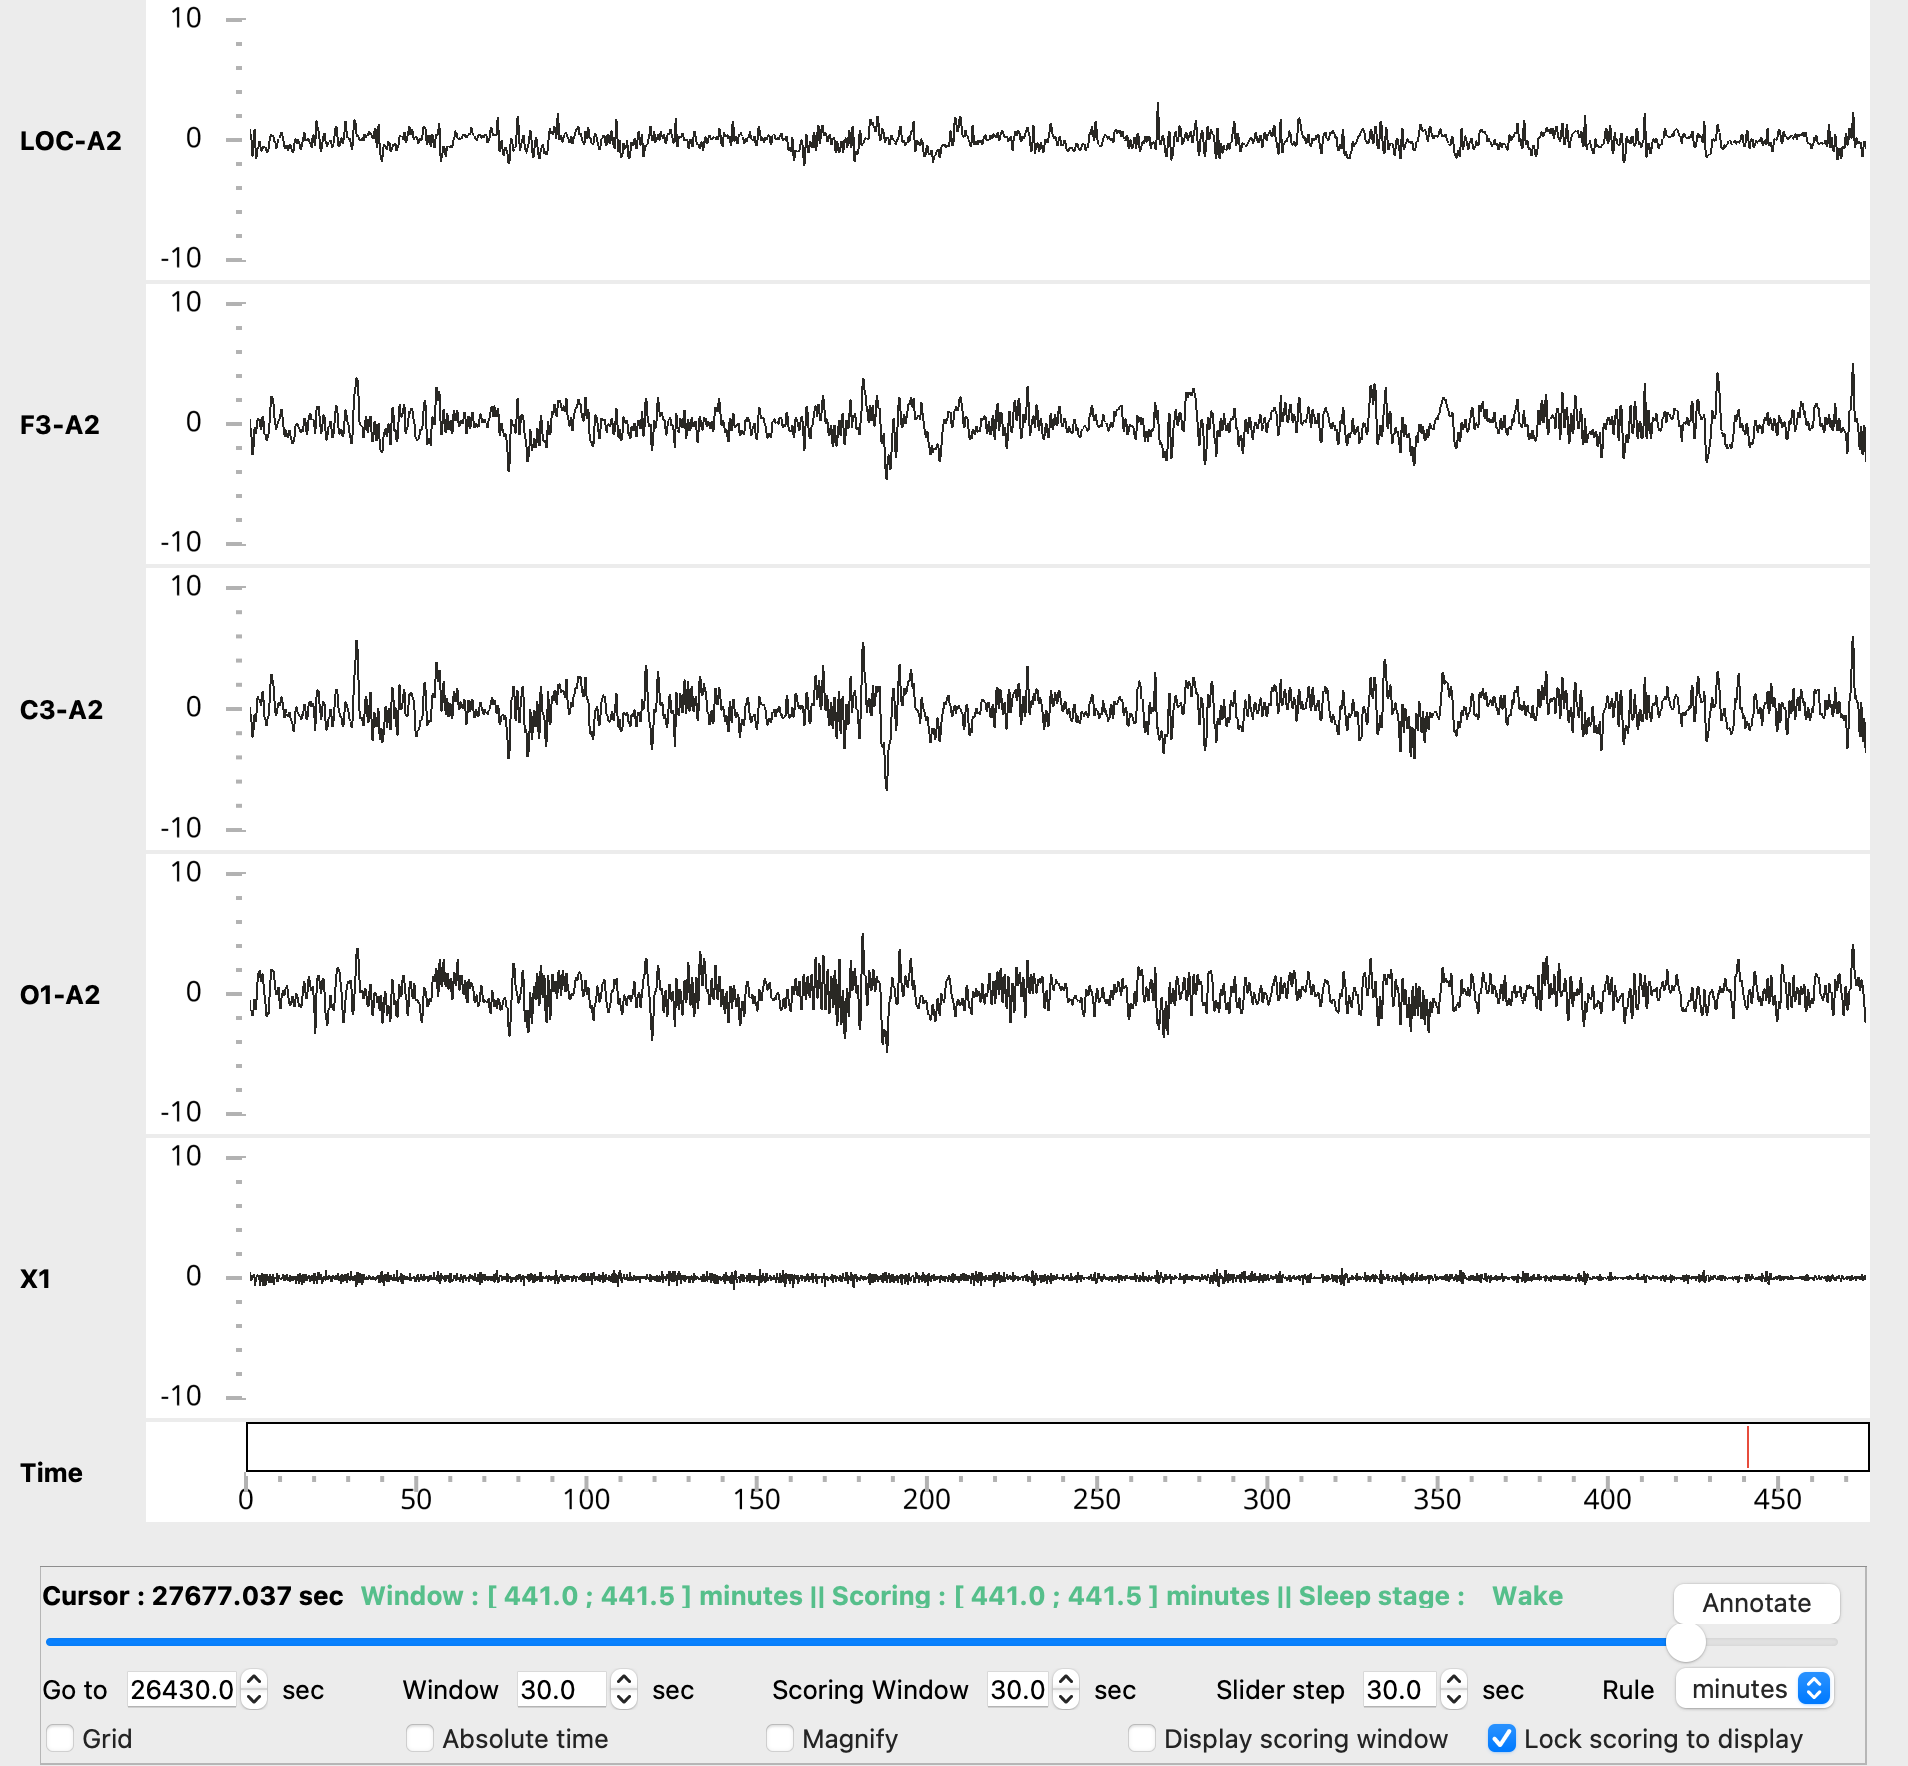 10
LOC-A2
0
-10
10
F3-A2
0
-10
10
C3-A2
0
-10
10
O1-A2
0
-10
10
X1
0
-10
Time
0 50 100 150 200 250 300 350 400 450
Cursor : 27677.037 sec Window : [ 441.0 ; 441.5 ] minutes || Scoring : [ 441.0 ; 441.5 ] minutes || Sleep stage : Wake Annotate
Go to 26430.0 sec Window 30.0 sec Scoring Window 30.0 sec Slider step 30.0 sec Rule minutes
Grid Absolute time Magnify Display scoring window Lock scoring to display